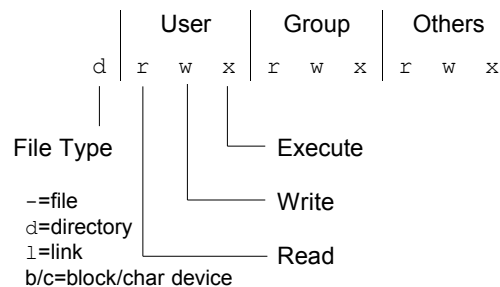 User Group Others
d r w x r w x r w x
File Type
Execute
-=file
Write
d=directory
l=link
Read
b/c=block/char device